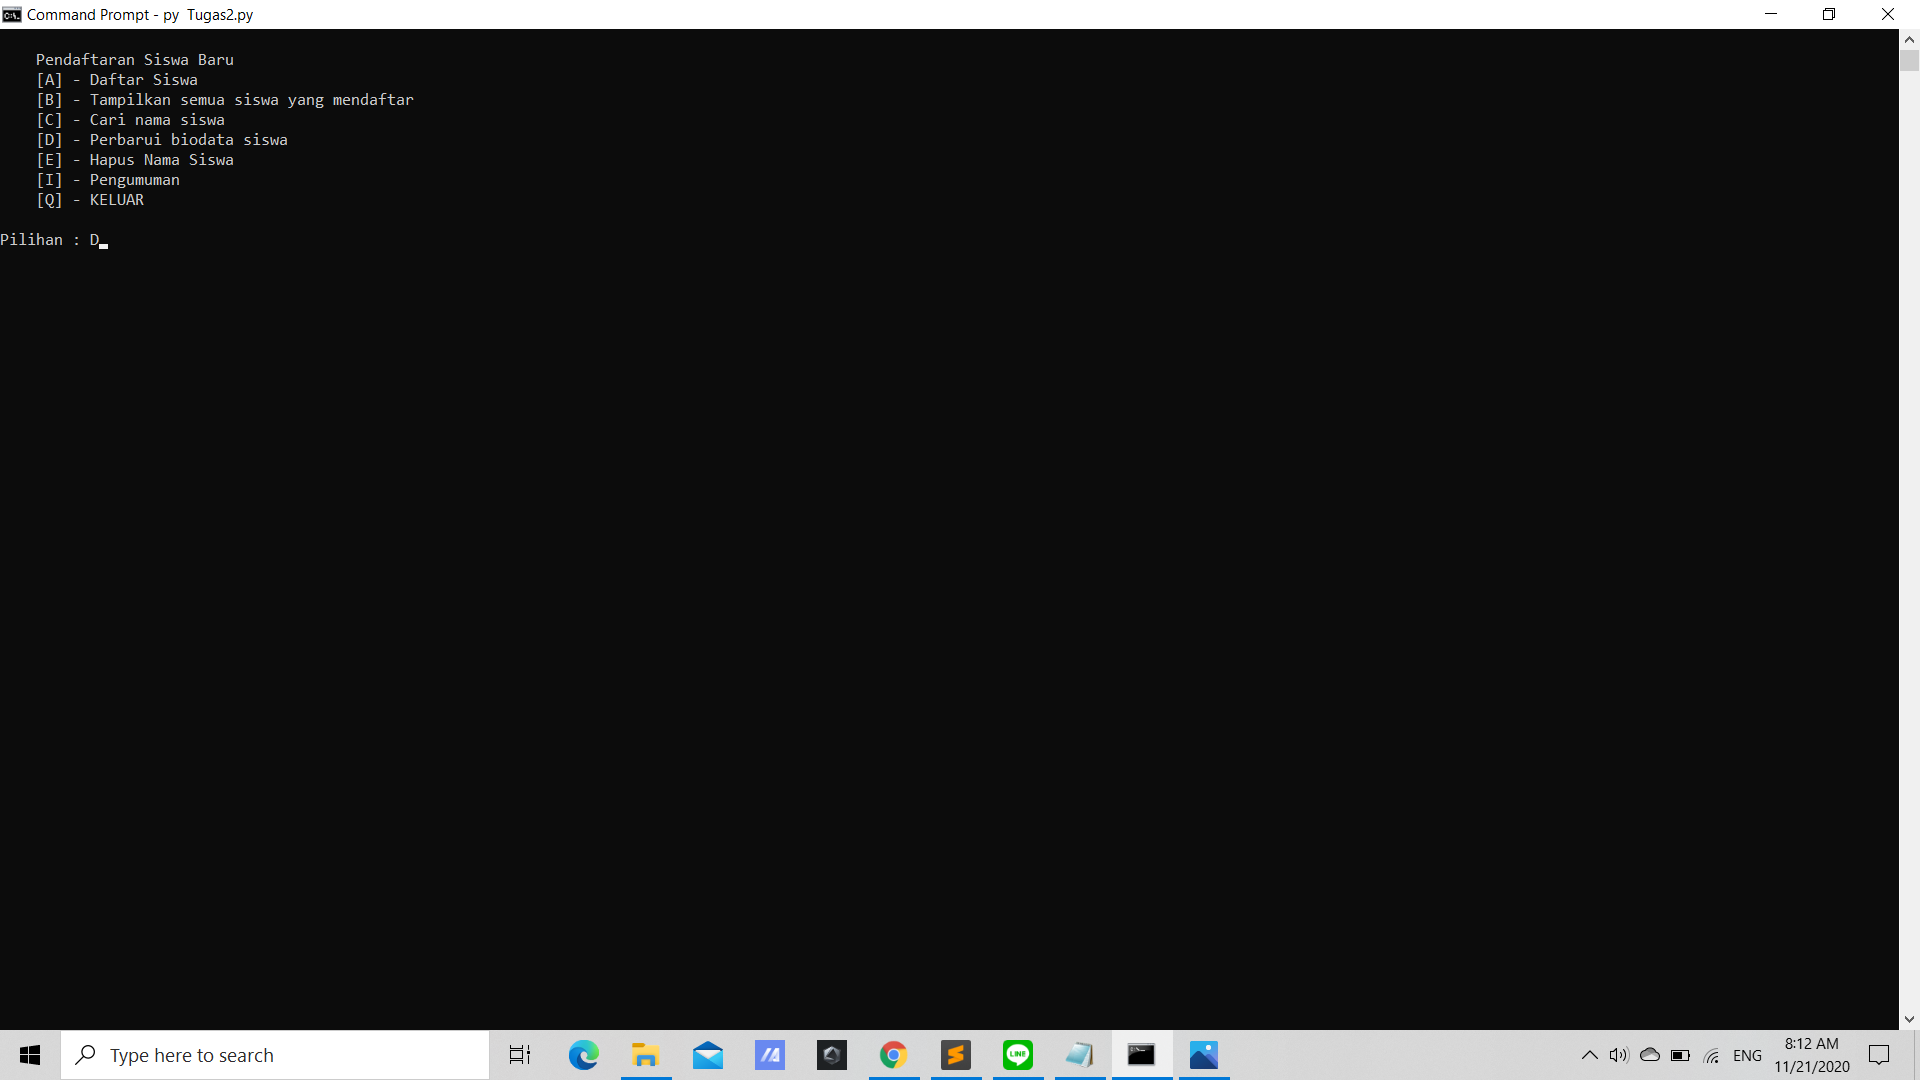 Command Prompt - py  Tugas2.py
Pendaftaran Siswa Baru
[A] - Daftar Siswa
[B] - Tampilkan semua siswa yang mendaftar
[C] - Cari nama siswa
[D] - Perbarui biodata siswa
[E] - Hapus Nama Siswa
[I] - Pengumuman
[Q] - KELUAR
Pilihan : D
Type here to search
LINE
ENG
8:12 AM
11/21/2020